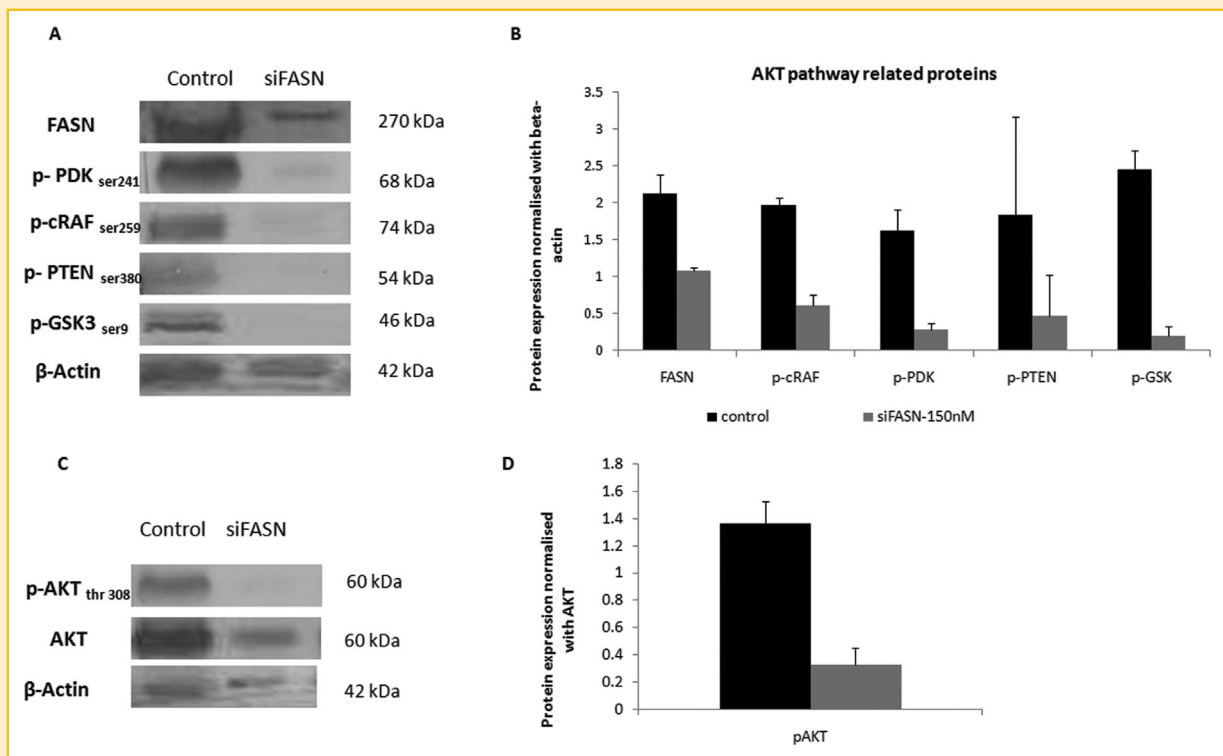 A
Control siFASN
FASN 270 kDa
p- PDK ser241 68 kDa
p-cRAF ser259 74 kDa
p- PTEN ser380 54 kDa
p-GSK3 ser9 46 kDa
β-Actin 42 kDa
B
AKT pathway related proteins
Protein expression normalised with beta-
actin
3.5
3
2.5
2
1.5
1
0.5
0
FASN p-cRAF p-PDK p-PTEN p-GSK
control siFASN-150nM
C
Control siFASN
p-AKT thr 308 60 kDa
AKT 60 kDa
β-Actin 42 kDa
D
Protein expression normalised
with AKT
1.8
1.6
1.4
1.2
1
0.8
0.6
0.4
0.2
0
pAKT